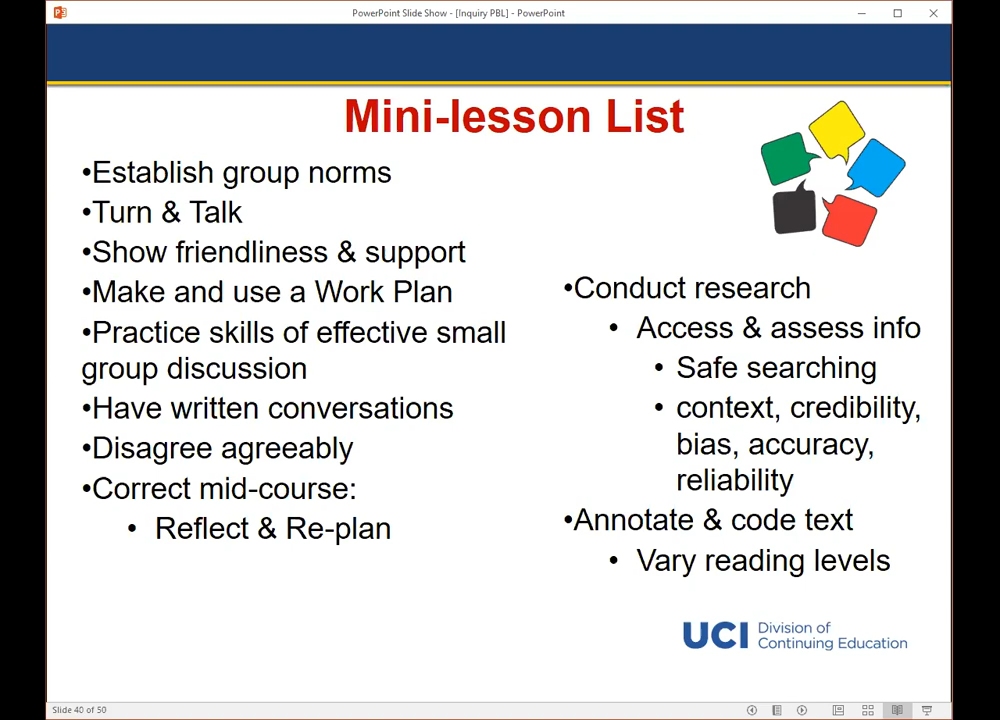 PowerPoint Slide Show - [Inquiry PBL] - PowerPoint
Mini-lesson List
•Establish group norms
•Turn & Talk
•Show friendliness & support
•Make and use a Work Plan
•Practice skills of effective small
group discussion
•Have written conversations
•Disagree agreeably
•Correct mid-course:
• Reflect & Re-plan
•Conduct research
• Access & assess info
• Safe searching
• context, credibility,
bias, accuracy,
reliability
•Annotate & code text
• Vary reading levels
UCI Division of
Continuing Education
Slide 40 of 50